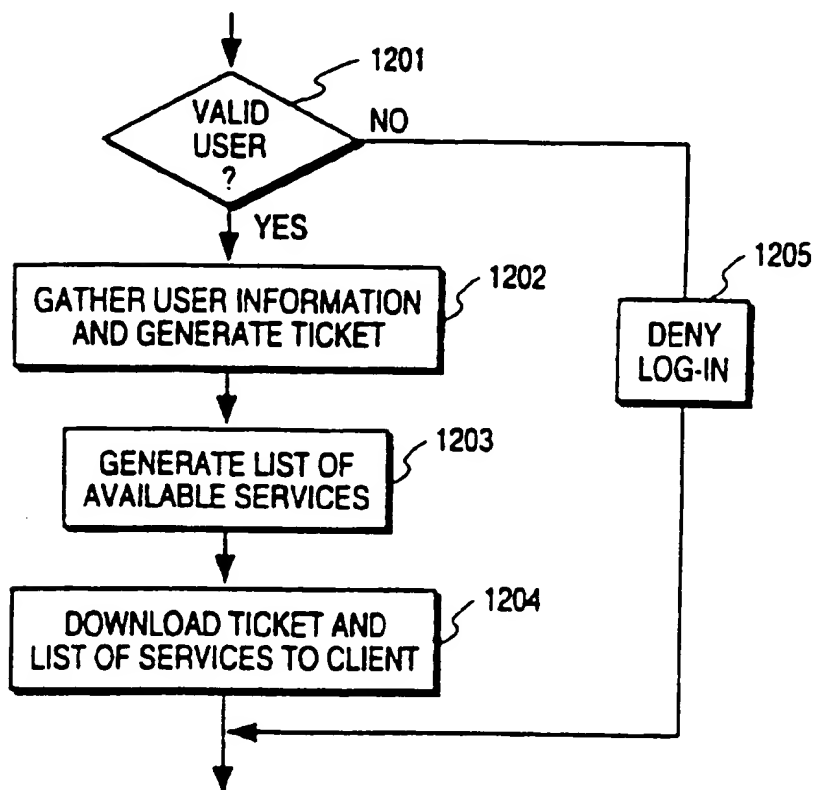 1201
VALID
USER
?
NO
YES
1202
GATHER USER INFORMATION
AND GENERATE TICKET
1205
DENY
LOG-IN
1203
GENERATE LIST OF
AVAILABLE SERVICES
1204
DOWNLOAD TICKET AND
LIST OF SERVICES TO CLIENT